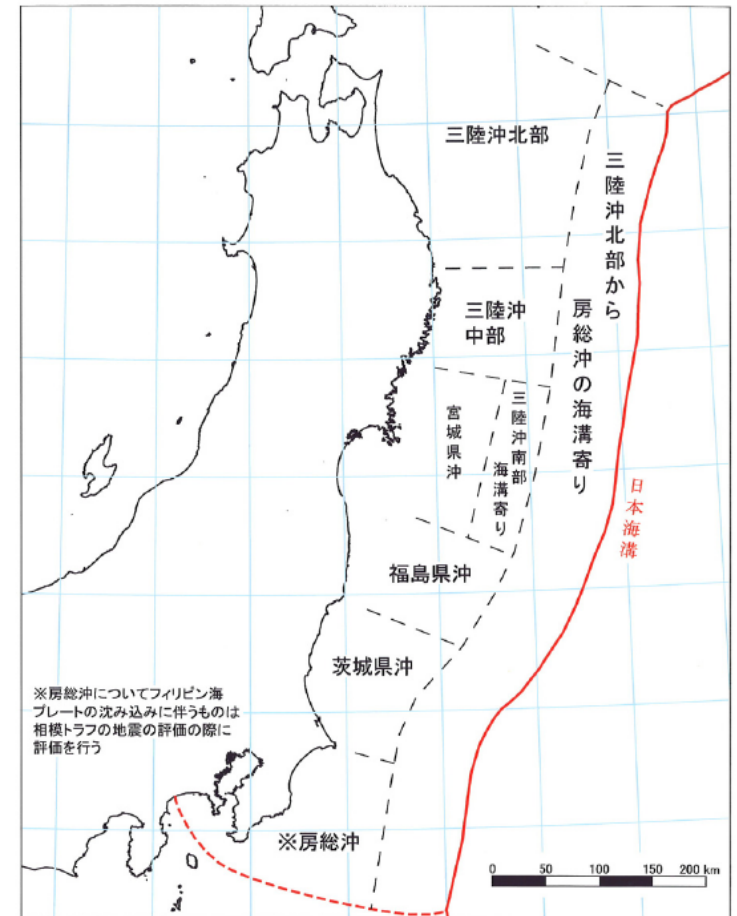 三陸沖北部
三陸沖北部から
房総沖の海溝寄り
三陸沖
中部
三陸沖南部
海溝寄り
宮城県沖
日本海溝
福島県沖
茨城県沖
※房総沖についてフィリピン海
プレートの沈み込みに伴うものは
相模トラフの地震の評価の際に
評価を行う
※房総沖
0 50 100 150 200 km